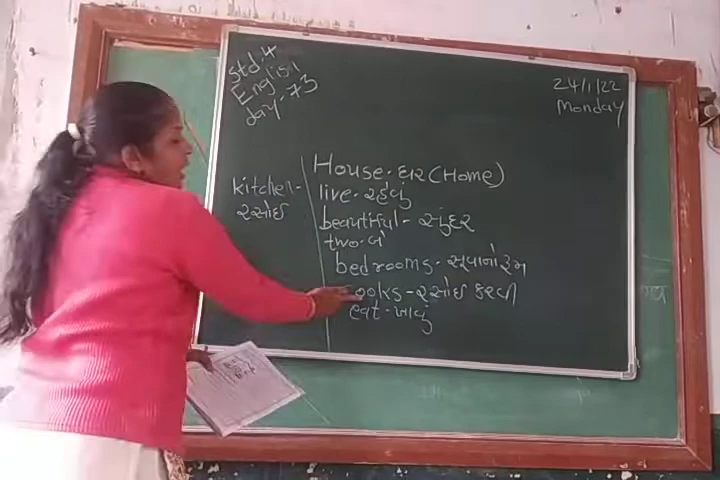 Std. 4
English
day - 73
24/1/22
Monday
kitchen -
રસોઈ
House - ઘર (Home)
live - રહેવું
beautiful - સુંદર
two - બે
bedrooms - સૂવાનો રૂમ
cooks - રસોઈ કરવી
eat - ખાવું